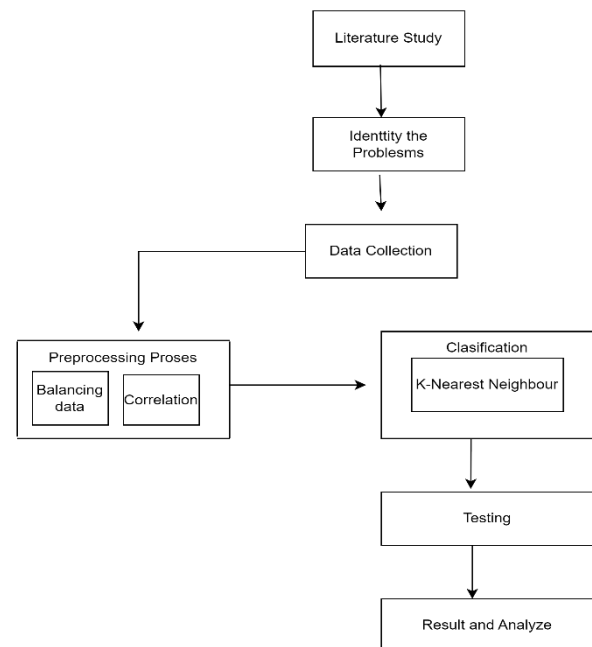 Literature Study
Identtity the
Problesms
Data Collection
Preprocessing Proses
Balancing
data
Correlation
Clasification
K-Nearest Neighbour
Testing
Result and Analyze